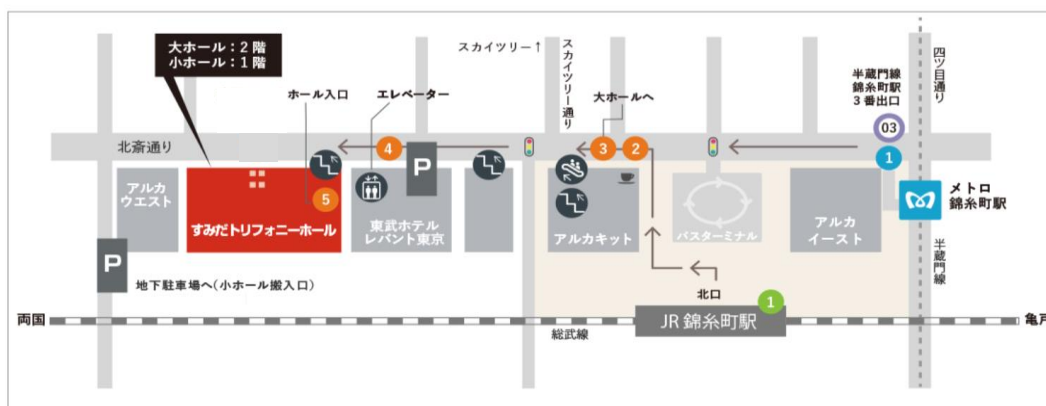 大ホール：2階
小ホール：1階
ホール入口
エレベーター
スカイツリー↑
スカイツリー通り
大ホールへ
半蔵門線
錦糸町駅
3番出口
四ツ目通り
03
1
北斎通り
4
3
2
P
アルカ
ウエスト
5
すみだトリフォニーホール
東武ホテル
レバント東京
アルカキット
バスターミナル
アルカ
イースト
メトロ
錦糸町駅
半蔵門線
P
地下駐車場へ(小ホール搬入口)
北口
1
両国
総武線
JR 錦糸町駅
亀戸